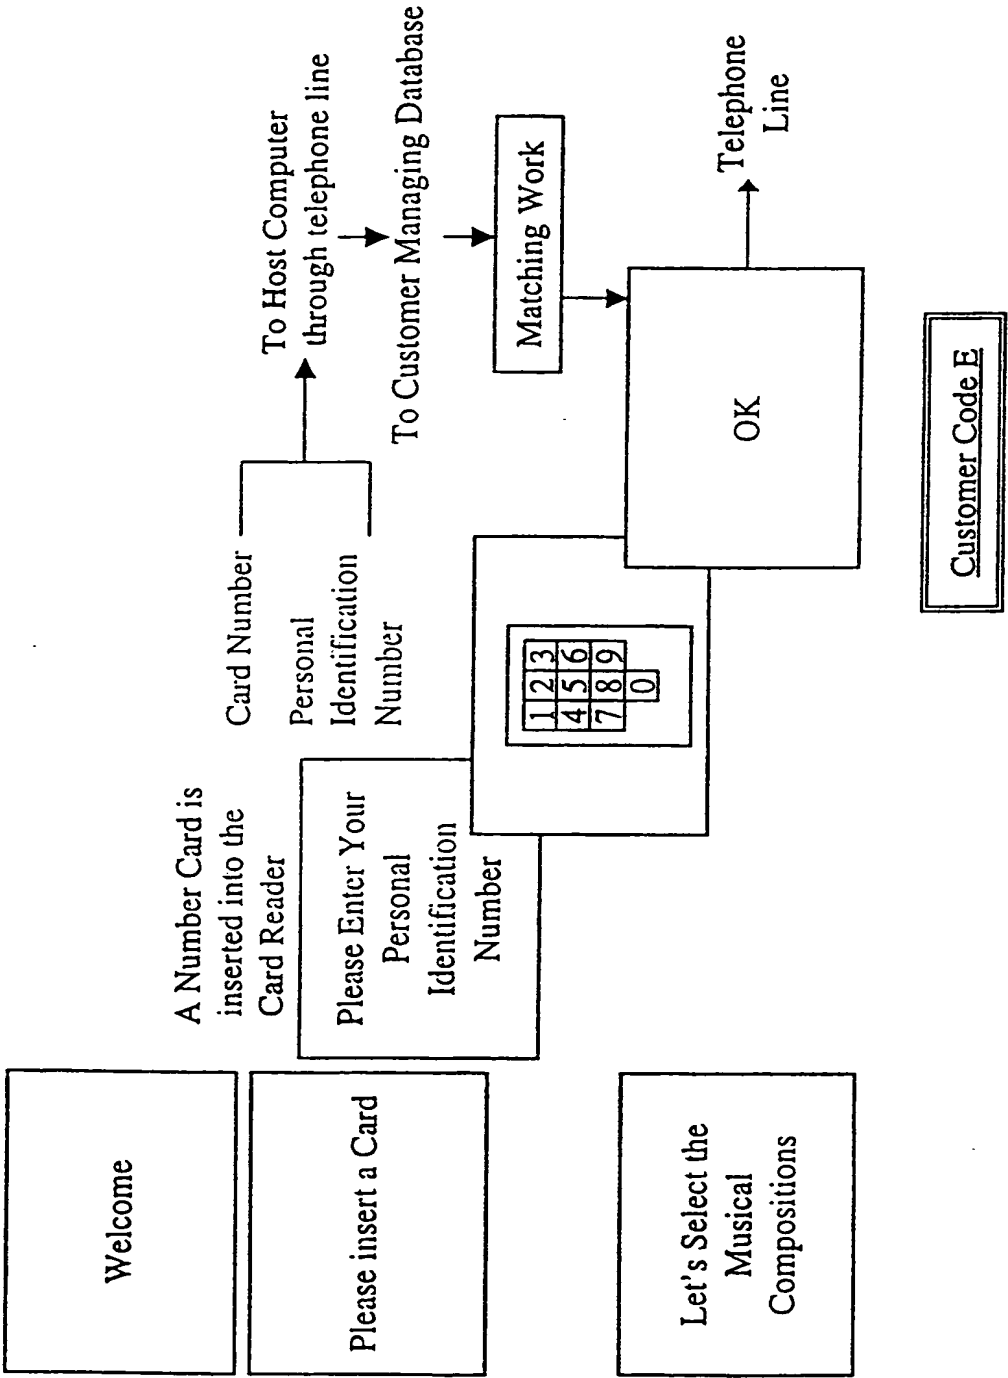 Welcome
Please insert a Card
A Number Card is
inserted into the
Card Reader
Please Enter Your
Personal
Identification
Number
1 2 3
4 5 6
7 8 9
0
Card Number
Personal
Identification
Number
To Host Computer
through telephone line
To Customer Managing Database
Matching Work
OK
Telephone
Line
Let's Select the
Musical
Compositions
Customer Code E